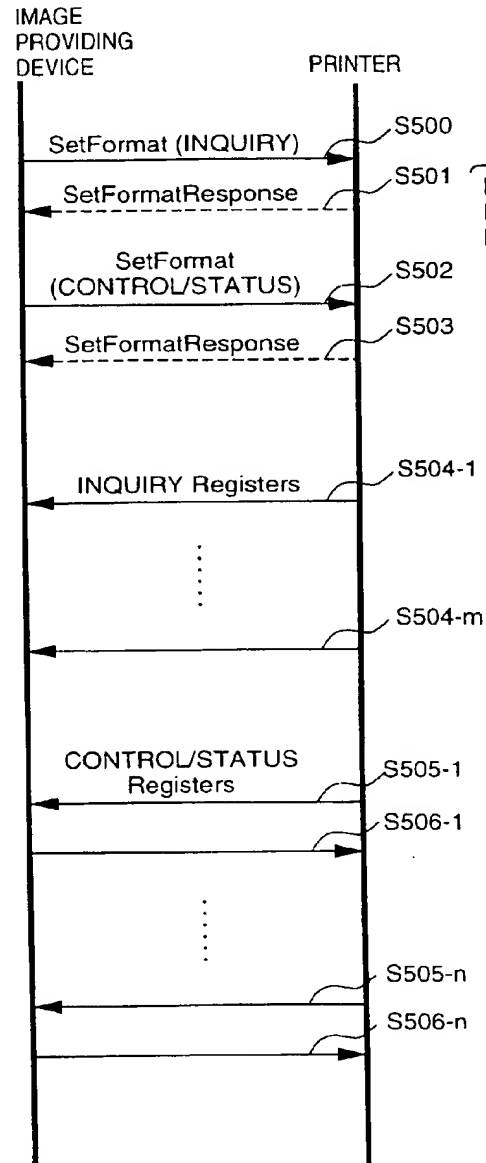 IMAGE
PROVIDING
DEVICE
PRINTER
SetFormat (INQUIRY)
S500
SetFormatResponse
S501
SetFormat
(CONTROL/STATUS)
S502
SetFormatResponse
S503
INQUIRY Registers
S504-1
S504-m
CONTROL/STATUS
Registers
S505-1
S506-1
S505-n
S506-n